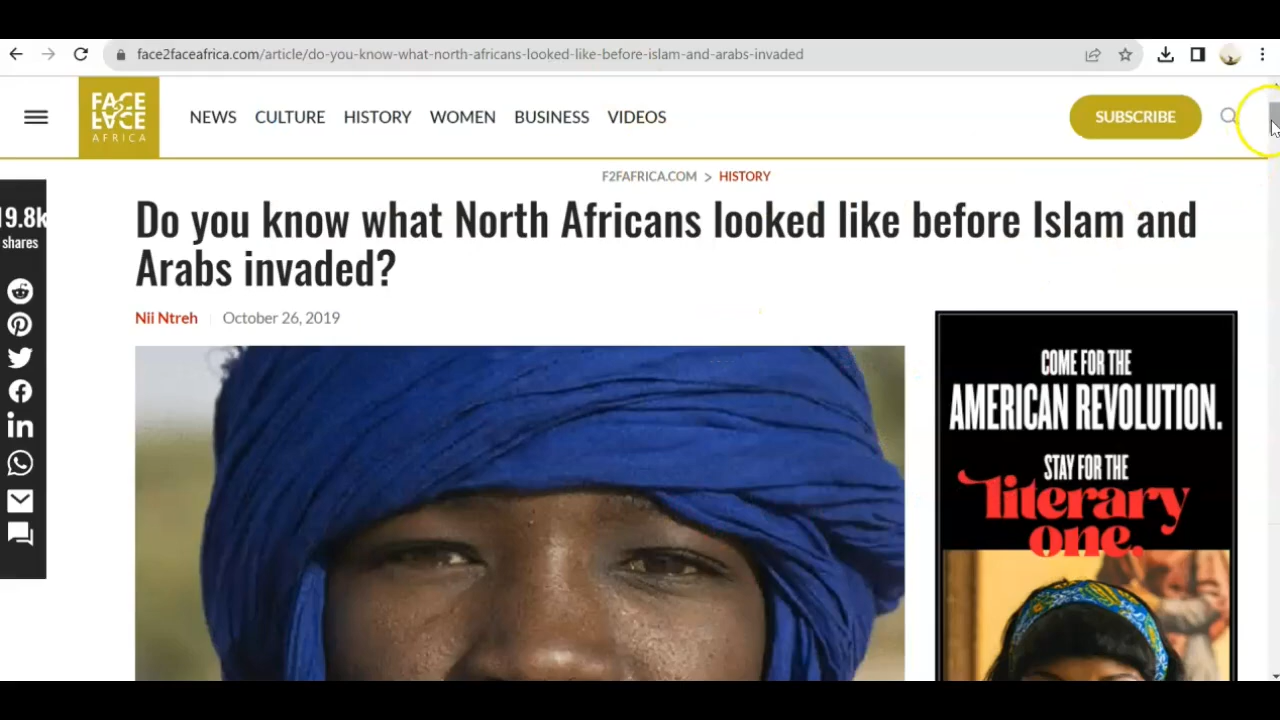 face2faceafrica.com/article/do-you-know-what-north-africans-looked-like-before-islam-and-arabs-invaded
FACE
2
FACE
AFRICA
NEWS CULTURE HISTORY WOMEN BUSINESS VIDEOS
SUBSCRIBE
F2FAFRICA.COM > HISTORY
19.8k
shares
Do you know what North Africans looked like before Islam and
Arabs invaded?
Nii Ntreh | October 26, 2019
COME FOR THE
AMERICAN REVOLUTION.
STAY FOR THE
literary
one.